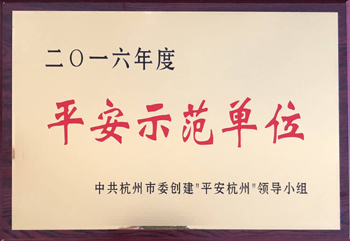 二〇一六年度
平安示范单位
中共杭州市委创建"平安杭州"领导小组